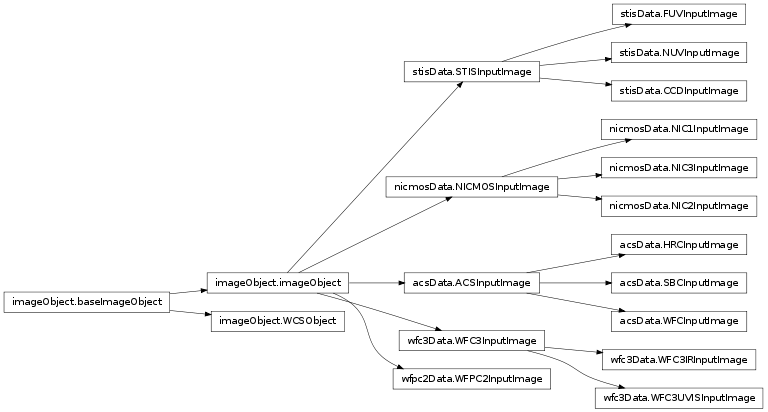 stisData.FUVInputImage
stisData.NUVInputImage
stisData.STISInputImage
stisData.CCDInputImage
nicmosData.NIC1InputImage
nicmosData.NIC3InputImage
nicmosData.NICMOSInputImage
nicmosData.NIC2InputImage
acsData.HRCInputImage
imageObject.imageObject
acsData.ACSInputImage
acsData.SBCInputImage
imageObject.baseImageObject
imageObject.WCSObject
acsData.WFCInputImage
wfc3Data.WFC3InputImage
wfc3Data.WFC3IRInputImage
wfpc2Data.WFPC2InputImage
wfc3Data.WFC3UVISInputImage